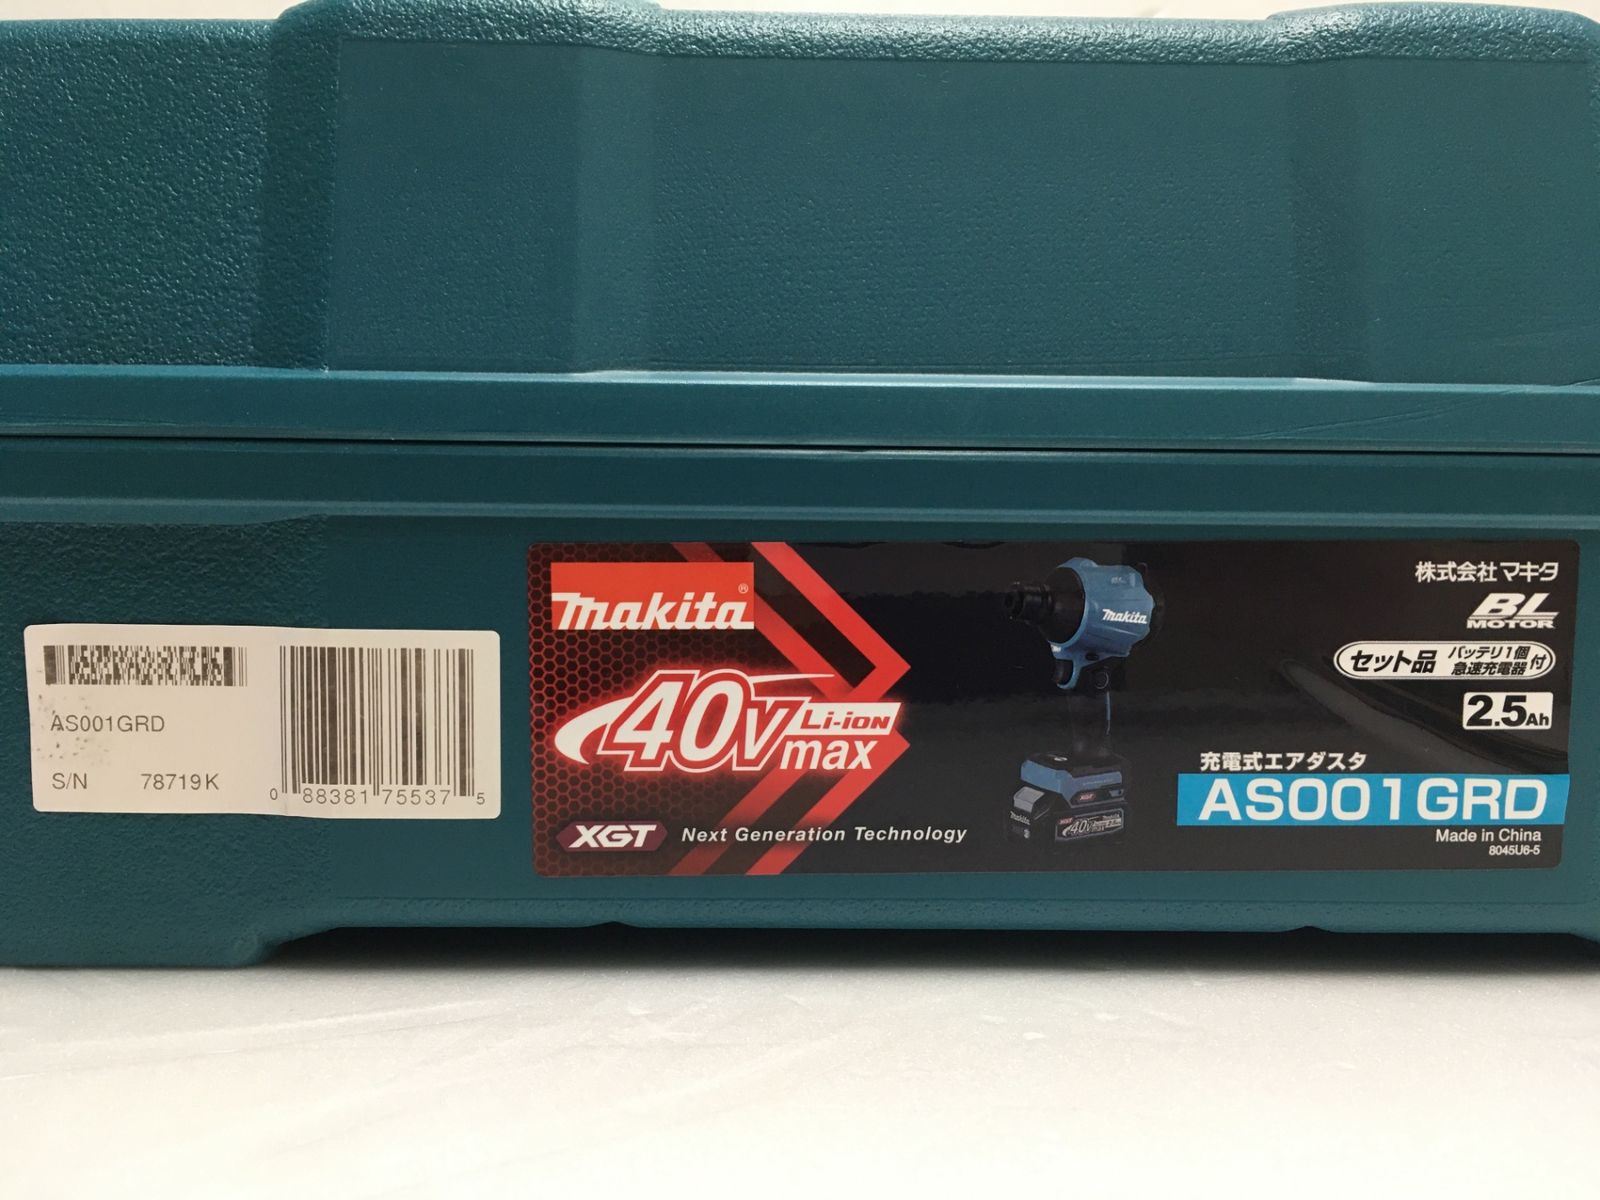 AS001GRD
S/N 78719K
0 88381 75537 5
makita®
40Vmax Li-ion
XGT Next Generation Technology
makita
株式会社マキタ
BL
MOTOR
セット品 バッテリ1個 急速充電器 付
2.5Ah
充電式エアダスタ
AS001GRD
Made in China
8045U6-5